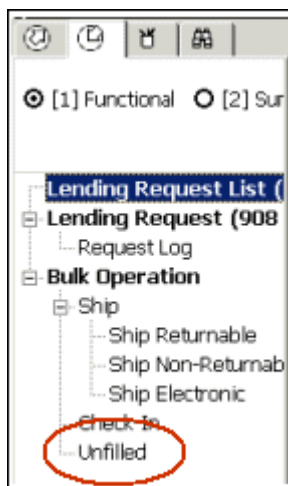 [1] Functional [2] Sur
Lending Request List (
Lending Request (908
Request Log
Bulk Operation
Ship
Ship Returnable
Ship Non-Returnab
Ship Electronic
Check-In
Unfilled